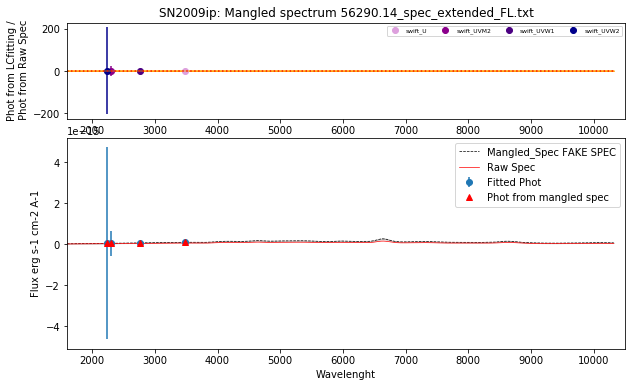 SN2009ip: Mangled spectrum 56290.14_spec_extended_FL.txt
Phot from LCfitting /
Phot from Raw Spec
200
0
−200
swift_U swift_UVM2 swift_UVW1 swift_UVW2
2000 3000 4000 5000 6000 7000 8000 9000 10000
1e−15
Flux erg s-1 cm-2 A-1
4
2
0
−2
−4
Mangled_Spec FAKE SPEC
Raw Spec
Fitted Phot
Phot from mangled spec
2000 3000 4000 5000 6000 7000 8000 9000 10000
Wavelenght